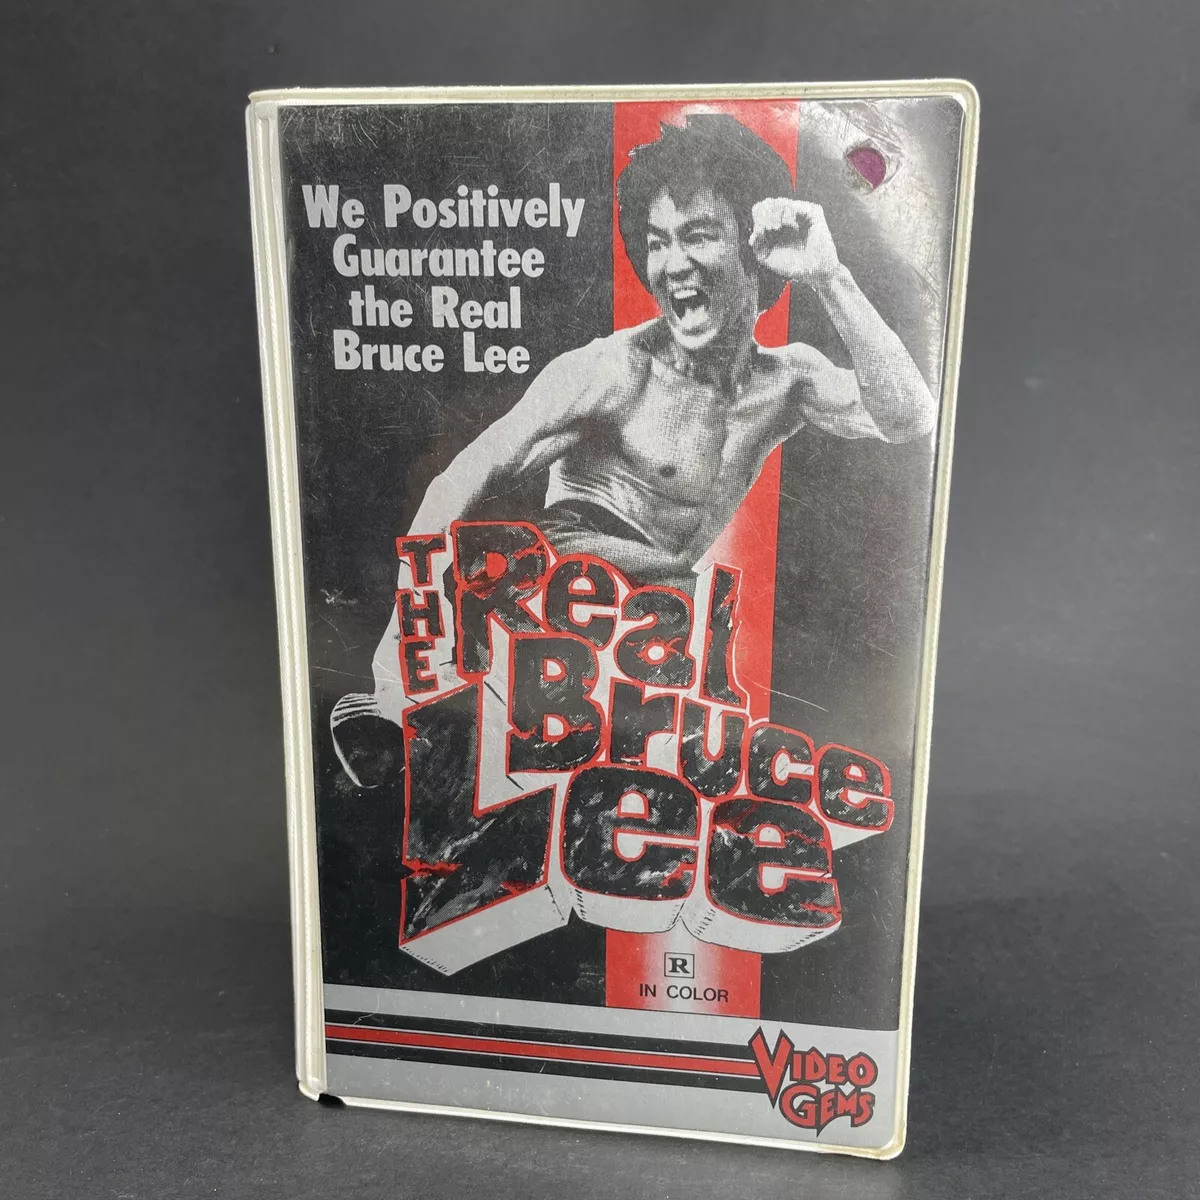 We Positively
Guarantee
the Real
Bruce Lee
THE Real
Bruce
Lee
R
IN COLOR
VIDEO
GEMS